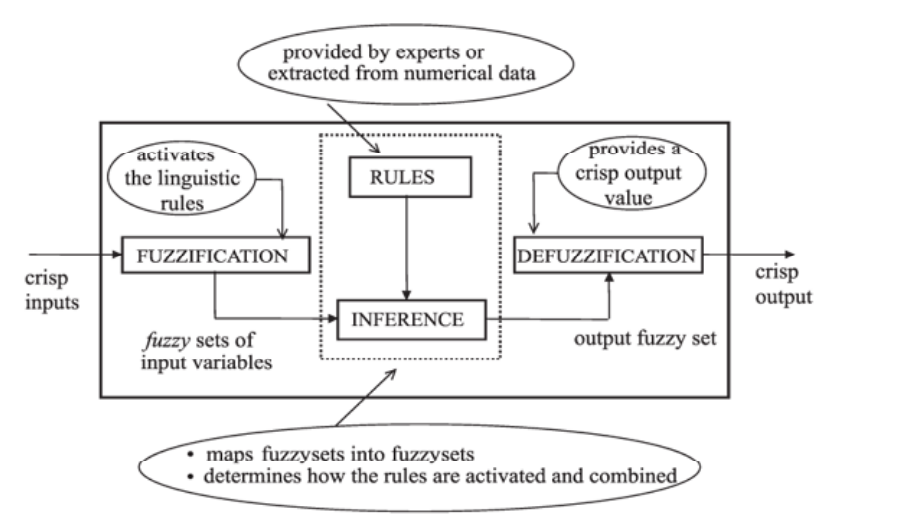 provided by experts or
extracted from numerical data
activates
the linguistic
rules
RULES
provides a
crisp output
value
FUZZIFICATION
DEFUZZIFICATION
crisp
inputs
crisp
output
INFERENCE
fuzzy sets of
input variables
output fuzzy set
• maps fuzzysets into fuzzysets
• determines how the rules are activated and combined